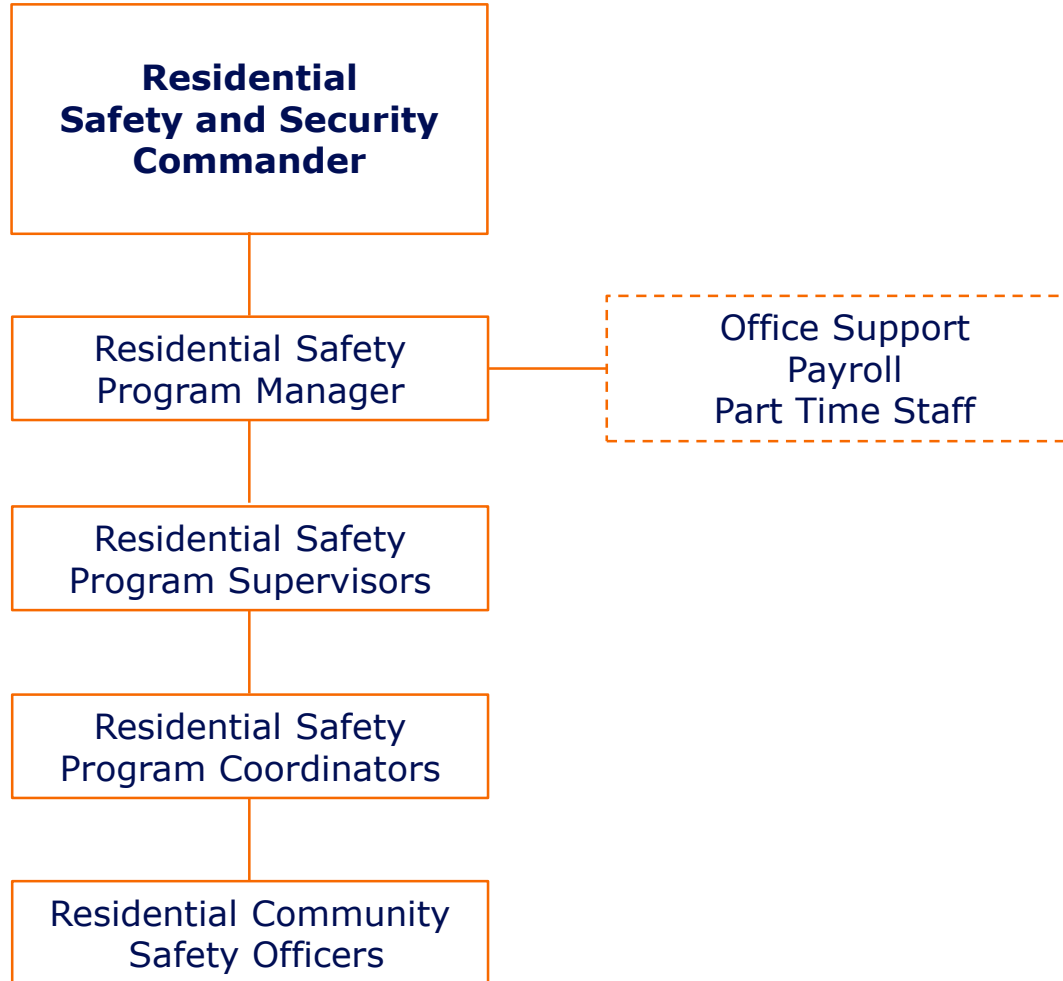 Residential
Safety and Security
Commander
Residential Safety
Program Manager
Office Support
Payroll
Part Time Staff
Residential Safety
Program Supervisors
Residential Safety
Program Coordinators
Residential Community
Safety Officers